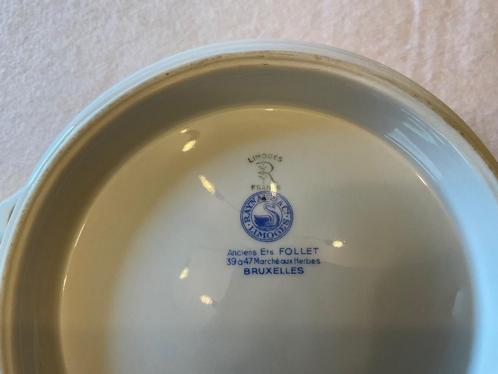 LIMOGES
R
FRANCE
RAYNAUD & C°
LIMOGES
Anciens Ets FOLLET
39 à 47 Marché aux Herbes
BRUXELLES